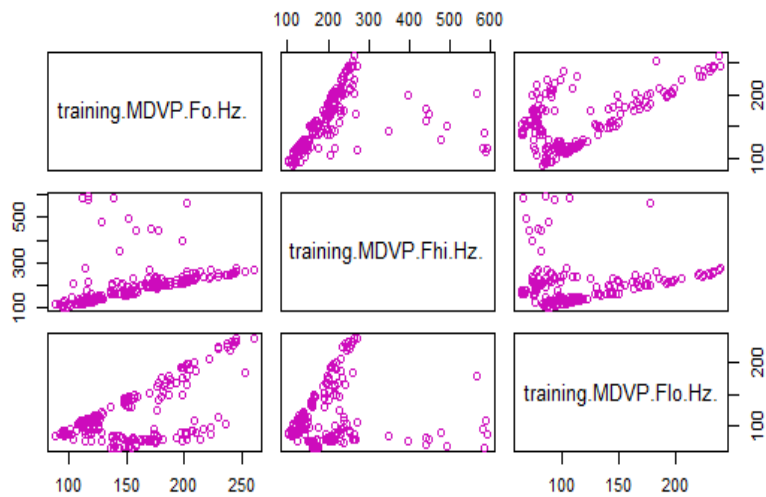 100 200 300 400 500 600
training.MDVP.Fo.Hz.
100 200
100 300 500
training.MDVP.Fhi.Hz.
training.MDVP.Flo.Hz.
100 200
100 150 200 250
100 150 200